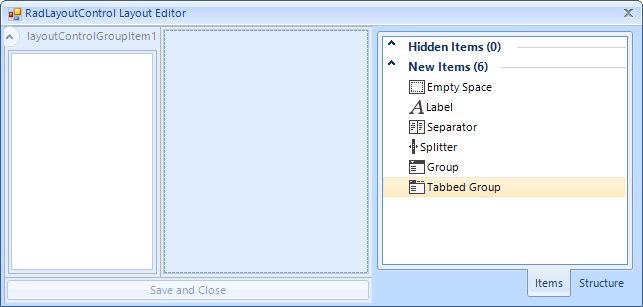 RadLayoutControl Layout Editor
layoutControlGroupItem1
Hidden Items (0)
New Items (6)
Empty Space
Label
Separator
Splitter
Group
Tabbed Group
Save and Close
Items
Structure